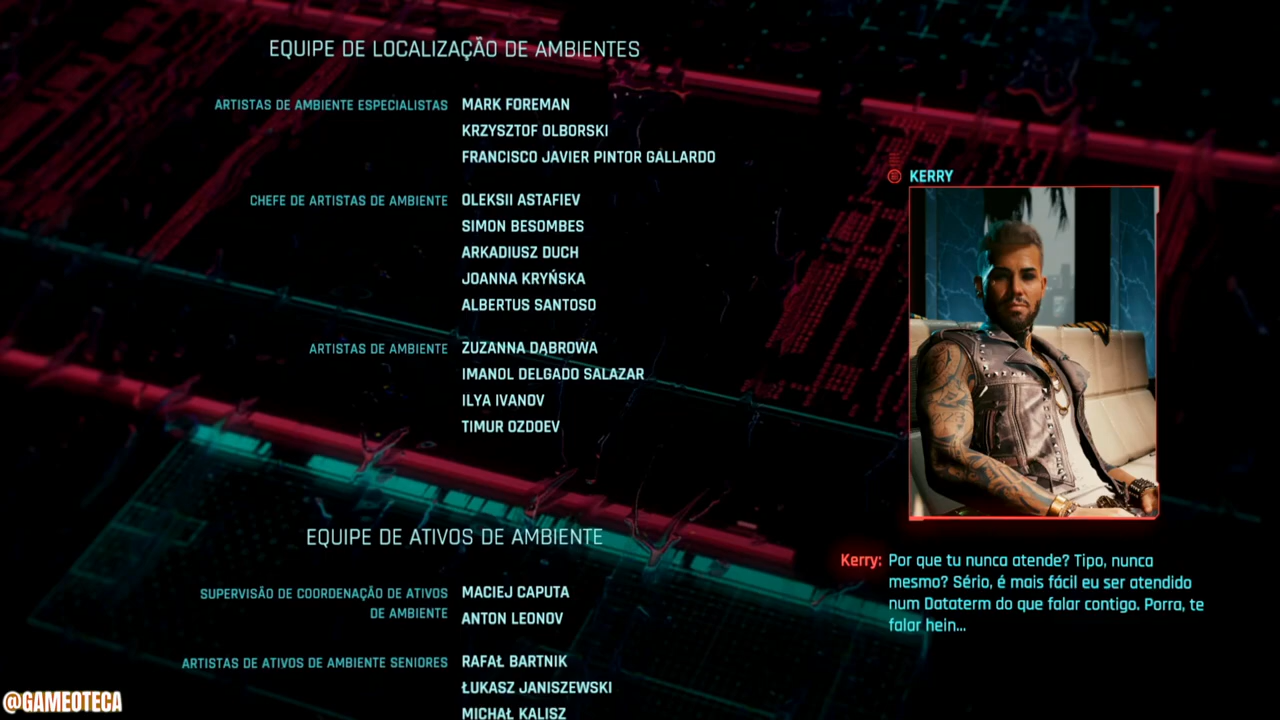 EQUIPE DE LOCALIZAÇÃO DE AMBIENTES
ARTISTAS DE AMBIENTE ESPECIALISTAS MARK FOREMAN
KRZYSZTOF OLBORSKI
FRANCISCO JAVIER PINTOR GALLARDO
CHEFE DE ARTISTAS DE AMBIENTE OLEKSII ASTAFIEV
SIMON BESOMBES
ARKADIUSZ DUCH
JOANNA KRYŃSKA
ALBERTUS SANTOSO
ARTISTAS DE AMBIENTE ZUZANNA DĄBROWA
IMANOL DELGADO SALAZAR
ILYA IVANOV
TIMUR OZDOEV
EQUIPE DE ATIVOS DE AMBIENTE
SUPERVISÃO DE COORDENAÇÃO DE ATIVOS MACIEJ CAPUTA
DE AMBIENTE ANTON LEONOV
ARTISTAS DE ATIVOS DE AMBIENTE SENIORES RAFAŁ BARTNIK
ŁUKASZ JANISZEWSKI
MICHAŁ KALISZ
KERRY
Kerry: Por que tu nunca atende? Tipo, nunca
mesmo? Sério, é mais fácil eu ser atendido
num Dataterm do que falar contigo. Porra, te
falar hein...
@GAMEOTECA